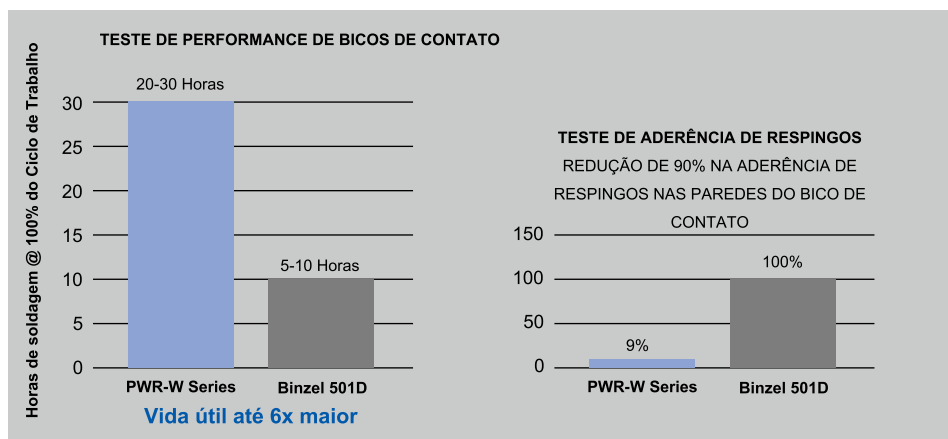 TESTE DE PERFORMANCE DE BICOS DE CONTATO
Horas de soldagem @ 100% do Ciclo de Trabalho
20-30 Horas
30
25
20
15
5-10 Horas
10
5
0
PWR-W Series
Binzel 501D
Vida útil até 6x maior
TESTE DE ADERÊNCIA DE RESPINGOS
REDUÇÃO DE 90% NA ADERÊNCIA DE
RESPINGOS NAS PAREDES DO BICO DE
CONTATO
150
100%
100
50
9%
0
PWR-W Series
Binzel 501D